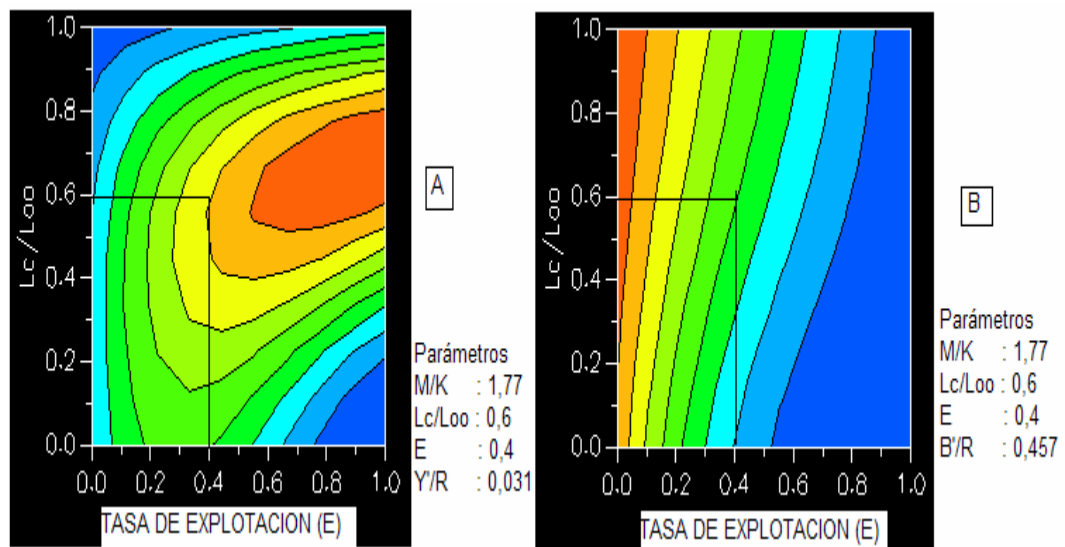 1.0
0.8
0.6
0.4
0.2
0.0
Lc/Loo
0.0 0.2 0.4 0.6 0.8 1.0
TASA DE EXPLOTACION (E)
A
Parámetros
M/K : 1,77
Lc/Loo : 0,6
E : 0,4
Y'/R : 0,031
1.0
0.8
0.6
0.4
0.2
0.0
Lc/Loo
0.0 0.2 0.4 0.6 0.8 1.0
TASA DE EXPLOTACION (E)
B
Parámetros
M/K : 1,77
Lc/Loo : 0,6
E : 0,4
B'/R : 0,457